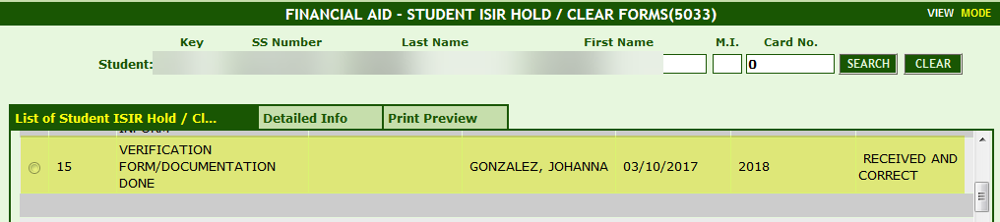 FINANCIAL AID - STUDENT ISIR HOLD / CLEAR FORMS(5033) VIEW MODE
Key SS Number Last Name First Name M.I. Card No.
Student: 0 SEARCH CLEAR
List of Student ISIR Hold / Cl... Detailed Info Print Preview
15 VERIFICATION FORM/DOCUMENTATION DONE GONZALEZ, JOHANNA 03/10/2017 2018 RECEIVED AND CORRECT